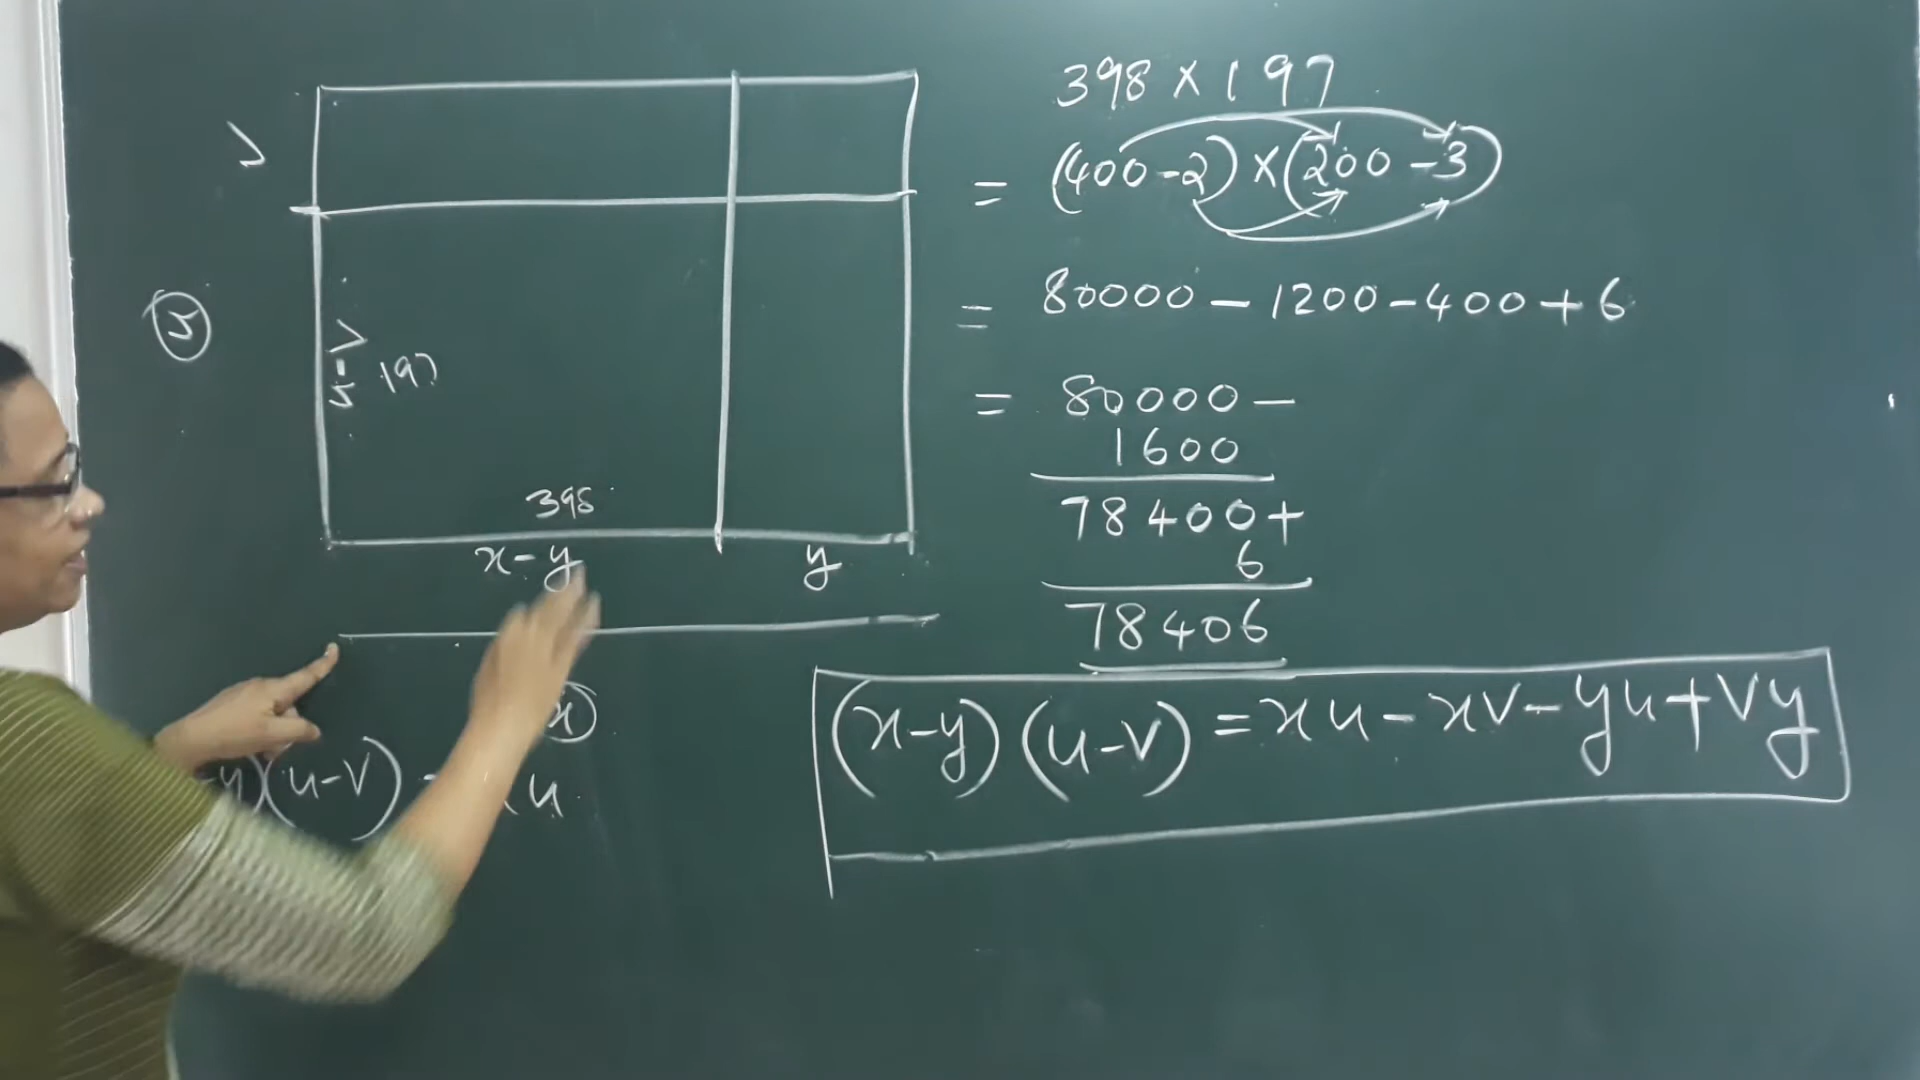 398 × 197
= (400 - 2) × (200 - 3)
= 80000 - 1200 - 400 + 6
= 80000 -
1600
78400 +
6
78406
(x-y) (u-v) = xu - xv - yu + vy
v
u
u-v 197
398
x-y
y
x
y)(u-v)
u